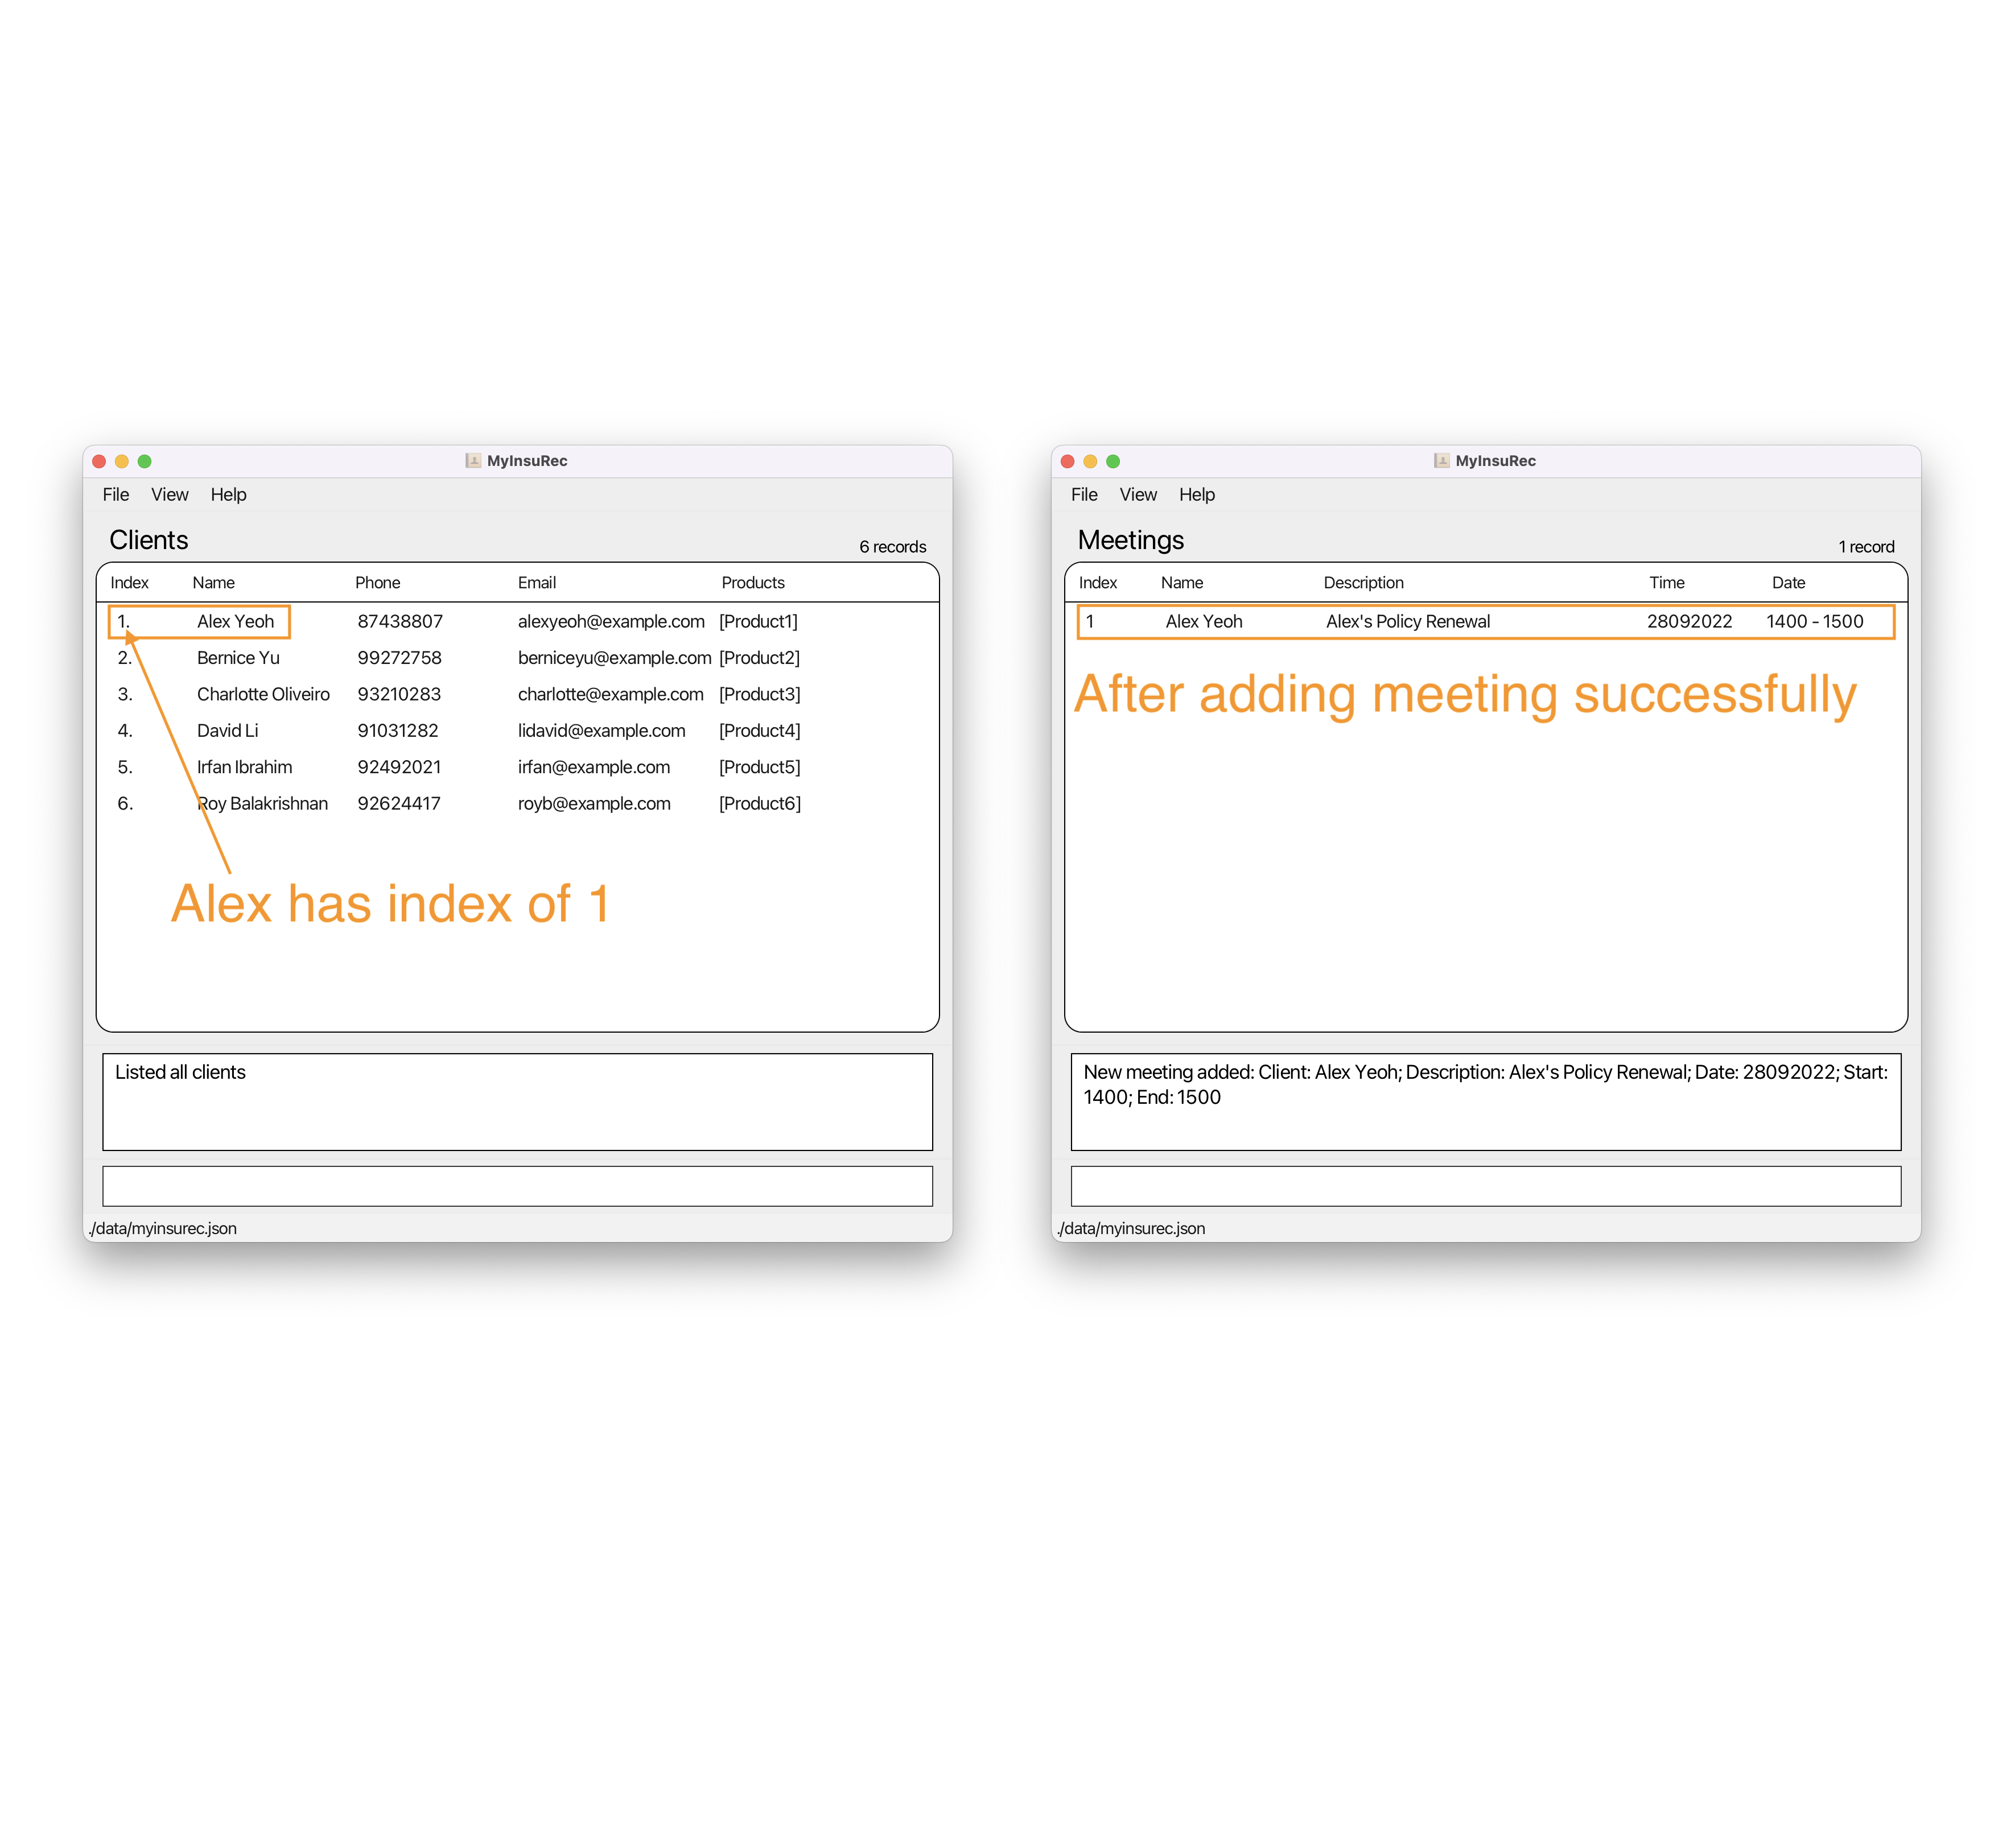 MyInsuRec
File View Help
Clients
6 records
Index Name Phone Email Products
1. Alex Yeoh 87438807 alexyeoh@example.com [Product1]
2. Bernice Yu 99272758 berniceyu@example.com [Product2]
3. Charlotte Oliveiro 93210283 charlotte@example.com [Product3]
4. David Li 91031282 lidavid@example.com [Product4]
5. Irfan Ibrahim 92492021 irfan@example.com [Product5]
6. Roy Balakrishnan 92624417 royb@example.com [Product6]
Alex has index of 1
Listed all clients
./data/myinsurec.json
MyInsuRec
File View Help
Meetings
1 record
Index Name Description Time Date
1 Alex Yeoh Alex's Policy Renewal 28092022 1400 - 1500
After adding meeting successfully
New meeting added: Client: Alex Yeoh; Description: Alex's Policy Renewal; Date: 28092022; Start:
1400; End: 1500
./data/myinsurec.json